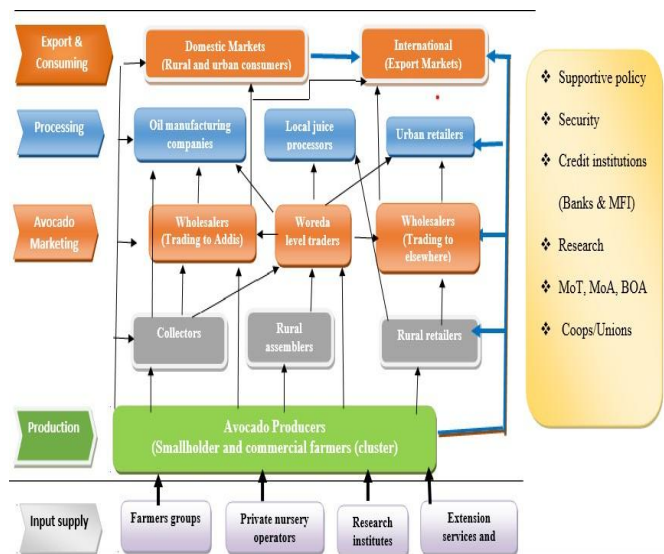 Export &
Consuming
Domestic Markets
(Rural and urban consumers)
International
(Export Markets)
Processing
Oil manufacturing
companies
Local juice
processors
Urban retailers
Avocado
Marketing
Wholesalers
(Trading to Addis)
Woreda
level traders
Wholesalers
(Trading to
elsewhere)
Collectors
Rural
assemblers
Rural retailers
Production
Avocado Producers
(Smallholder and commercial farmers (cluster)
Input supply
Farmers groups
Private nursery
operators
Research
institutes
Extension
services and
❖ Supportive policy
❖ Security
❖ Credit institutions
(Banks & MFI)
❖ Research
❖ MoT, MoA, BOA
❖ Coops/Unions